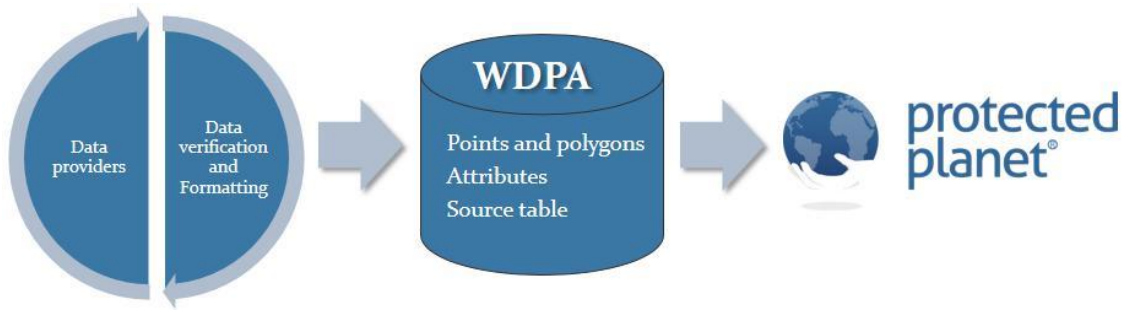 Data
providers
Data
verification
and
Formatting
WDPA
Points and polygons
Attributes
Source table
protected
planet®